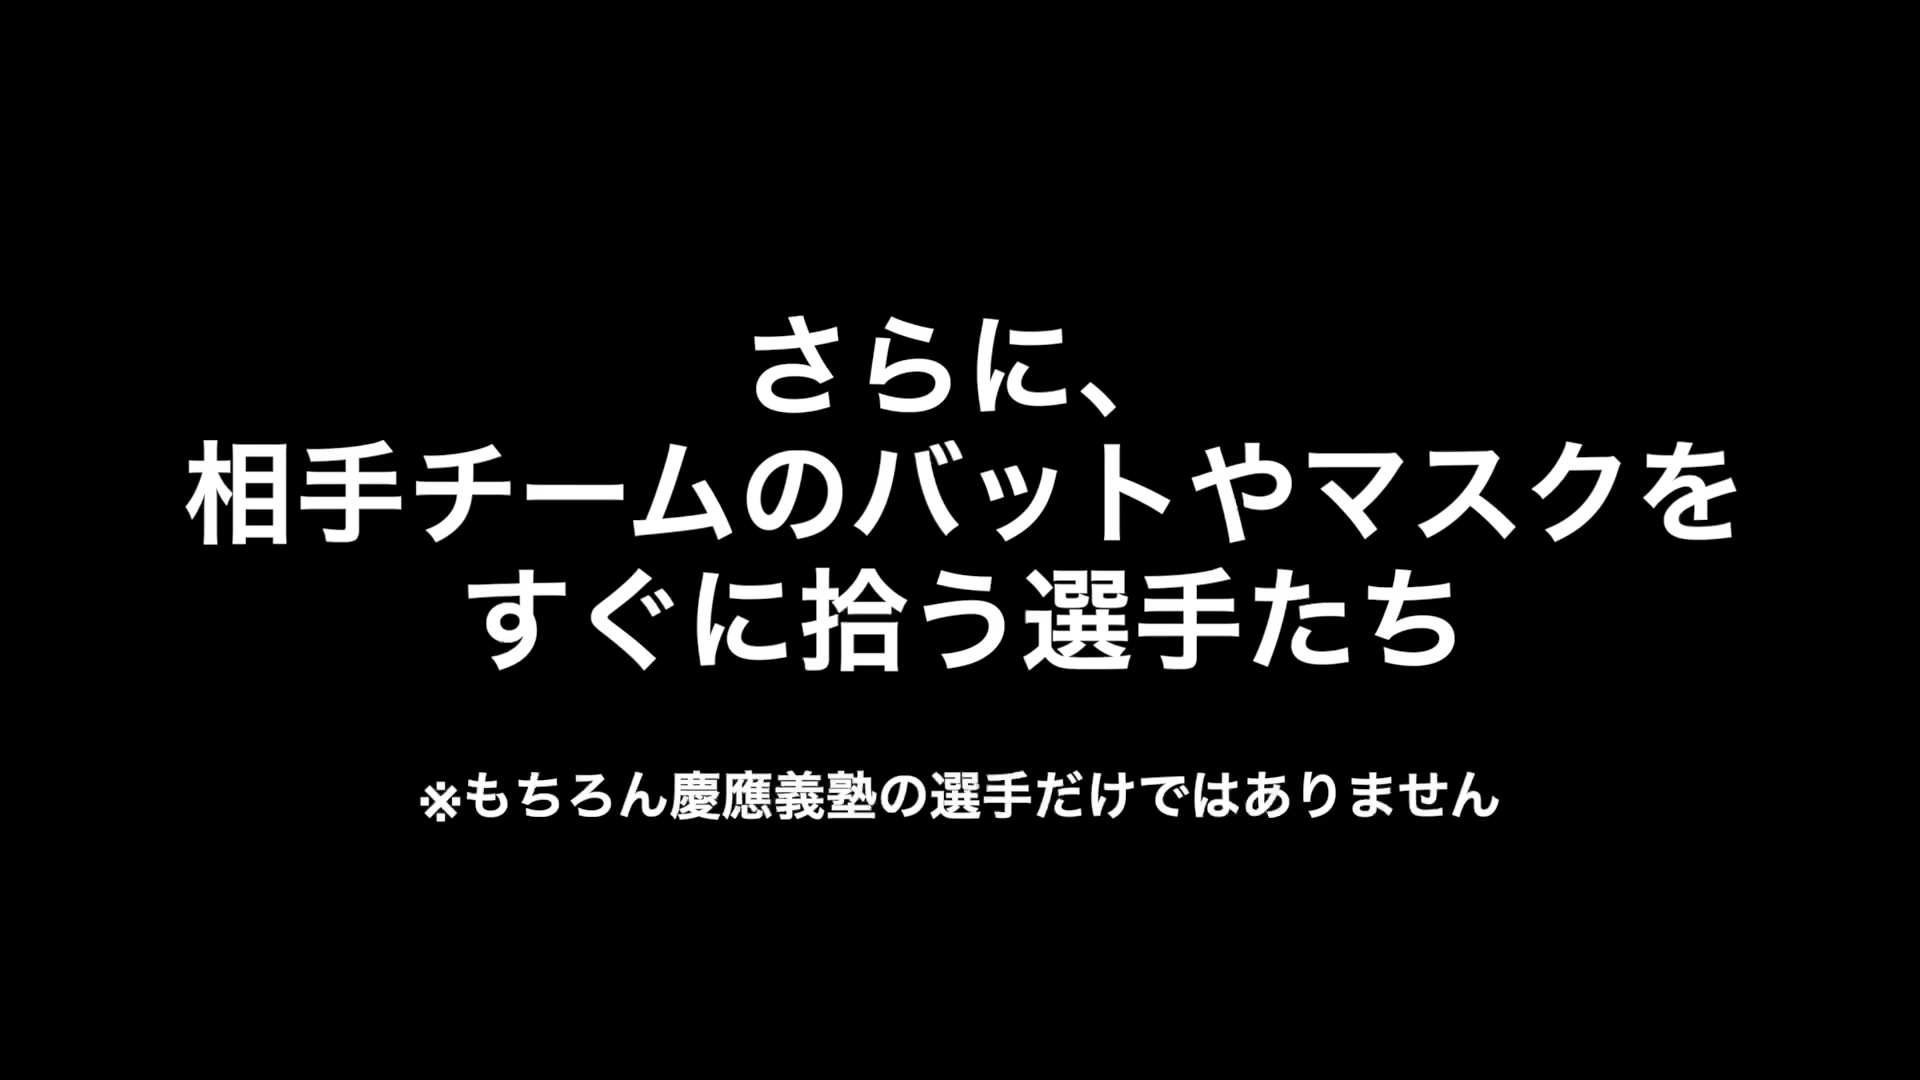 さらに、
相手チームのバットやマスクを
すぐに拾う選手たち
※もちろん慶應義塾の選手だけではありません